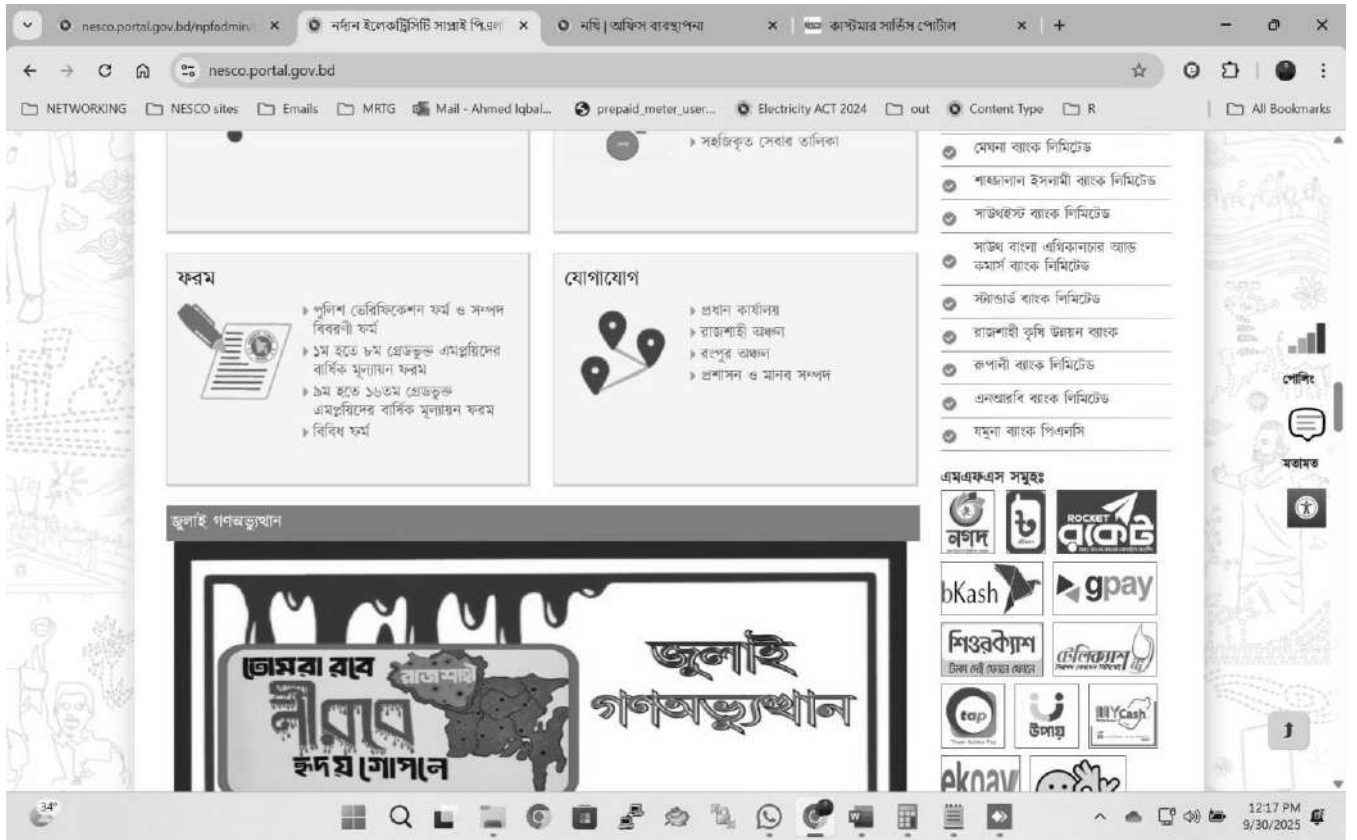 nesco.portal.gov.bd/npfadmin/
নর্দান ইলেকট্রিসিটি সাপ্লাই পিএল
নথি | অফিস ব্যবস্থাপনা
কাস্টমার সার্ভিস পোর্টাল
nesco.portal.gov.bd
NETWORKING
NESCO sites
Emails
MRTG
Mail - Ahmed Iqbal...
prepaid_meter_user...
Electricity ACT 2024
out
Content Type
R
All Bookmarks
সহজিকৃত সেবার তালিকা
ফরম
পুলিশ ভেরিফিকেশন ফর্ম ও সম্পদ
বিবরণী ফর্ম
১ম হতে ৮ম গ্রেডভুক্ত এমপ্লয়িদের
বার্ষিক মূল্যায়ন ফরম
৯ম হতে ১৬তম গ্রেডভুক্ত
এমপ্লয়িদের বার্ষিক মূল্যায়ন ফরম
বিবিধ ফর্ম
যোগাযোগ
প্রধান কার্যালয়
রাজশাহী অঞ্চল
রংপুর অঞ্চল
প্রশাসন ও মানব সম্পদ
জুলাই গণঅভ্যুত্থান
তোমরা রবে
নীরবে
হৃদয় গোপনে
রাজশাহী
জুলাই
গণঅভ্যুত্থান
মেঘনা ব্যাংক লিমিটেড
শাহ্জালাল ইসলামী ব্যাংক লিমিটেড
সাউথইস্ট ব্যাংক লিমিটেড
সাউথ বাংলা এগ্রিকালচার অ্যান্ড
কমার্স ব্যাংক লিমিটেড
স্ট্যান্ডার্ড ব্যাংক লিমিটেড
রাজশাহী কৃষি উন্নয়ন ব্যাংক
রুপালী ব্যাংক লিমিটেড
এনআরবি ব্যাংক লিমিটেড
যমুনা ব্যাংক পিএলসি
এমএফএস সমূহঃ
নগদ
ROCKET
রকেট
bKash
gpay
শিওরক্যাশ
টেলিক্যাশ
tap
উপায়
MYCash
ekpay
পোলিং
মতামত
34°
12:17 PM
9/30/2025